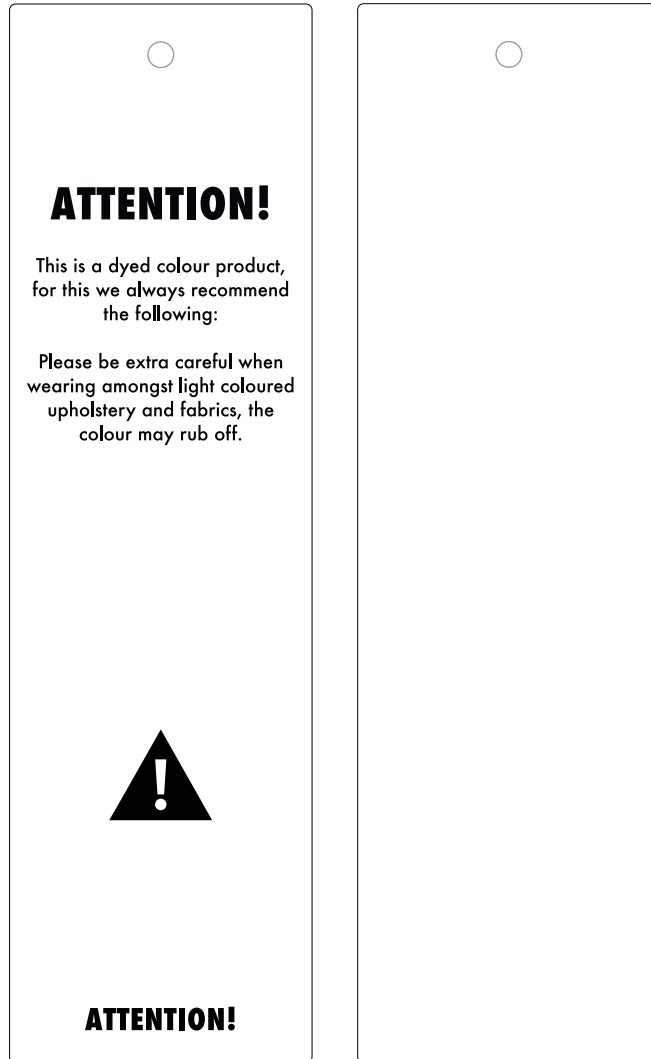 ATTENTION!
This is a dyed colour product,
for this we always recommend
the following:
Please be extra careful when
wearing amongst light coloured
upholstery and fabrics, the
colour may rub off.
!
ATTENTION!